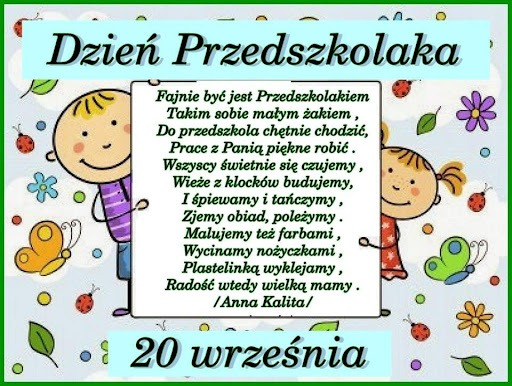 Dzień Przedszkolaka
Fajnie być jest Przedszkolakiem
Takim sobie małym żakiem ,
Do przedszkola chętnie chodzić,
Prace z Panią piękne robić .
Wszyscy świetnie się czujemy ,
Wieże z klocków budujemy,
I śpiewamy i tańczymy ,
Zjemy obiad, poleżymy .
Malujemy też farbami ,
Wycinamy nożyczkami ,
Plastelinką wyklejamy ,
Radość wtedy wielką mamy .
/Anna Kalita/
20 września